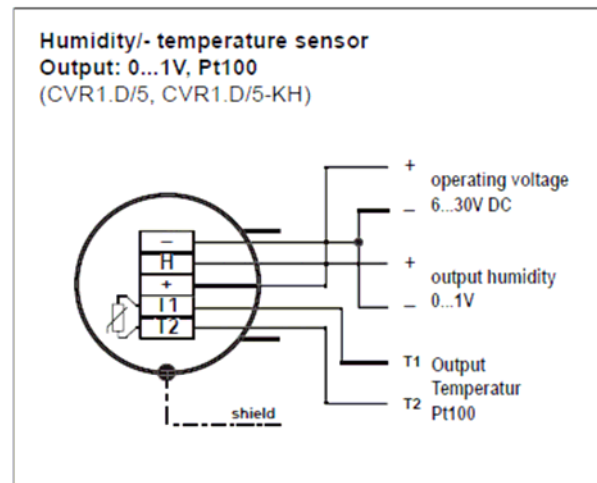 Humidity/- temperature sensor
Output: 0...1V, Pt100
(CVR1.D/5, CVR1.D/5-KH)
+
operating voltage
– 6...30V DC
–
H
+
T1
T2
+
output humidity
– 0...1V
T1 Output
Temperatur
T2 Pt100
shield